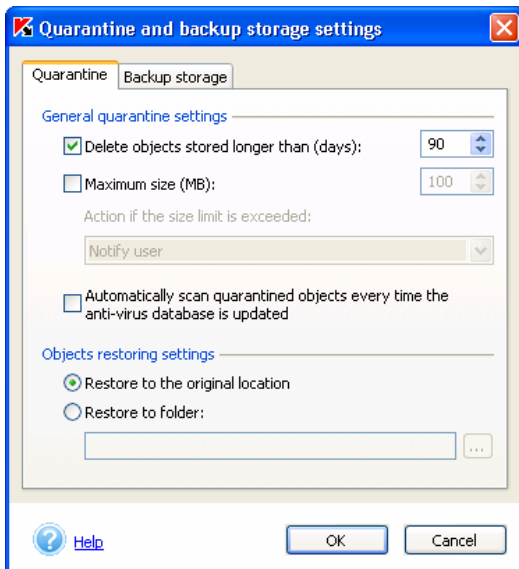 Quarantine and backup storage settings
Quarantine
Backup storage
General quarantine settings
Delete objects stored longer than (days):
90
Maximum size (MB):
100
Action if the size limit is exceeded:
Notify user
Automatically scan quarantined objects every time the
anti-virus database is updated
Objects restoring settings
Restore to the original location
Restore to folder:
...
Help
OK
Cancel